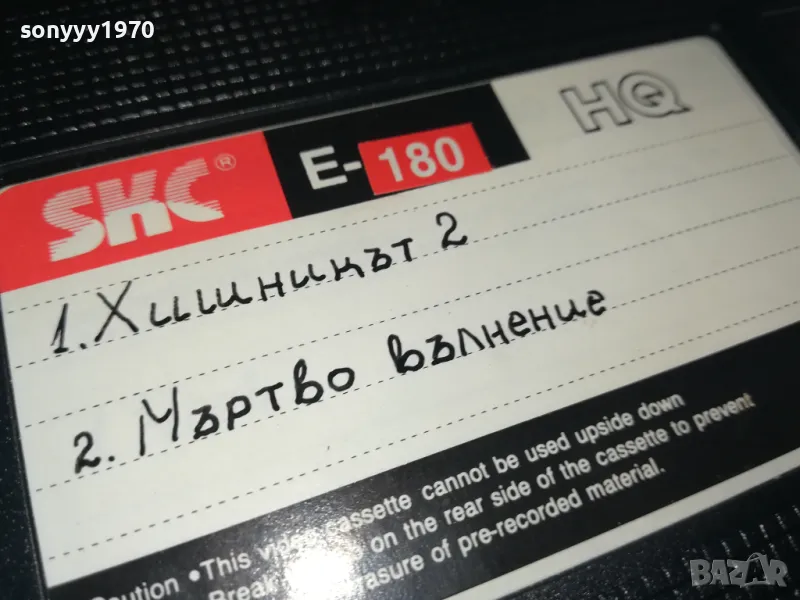 sonyyy1970
HQ
SKC® E-180
1. Хищникът 2
2. Мъртво вълнение
Caution •This video cassette cannot be used upside down
Break on the rear side of the cassette to prevent
erasure of pre-recorded material.
BAZAR